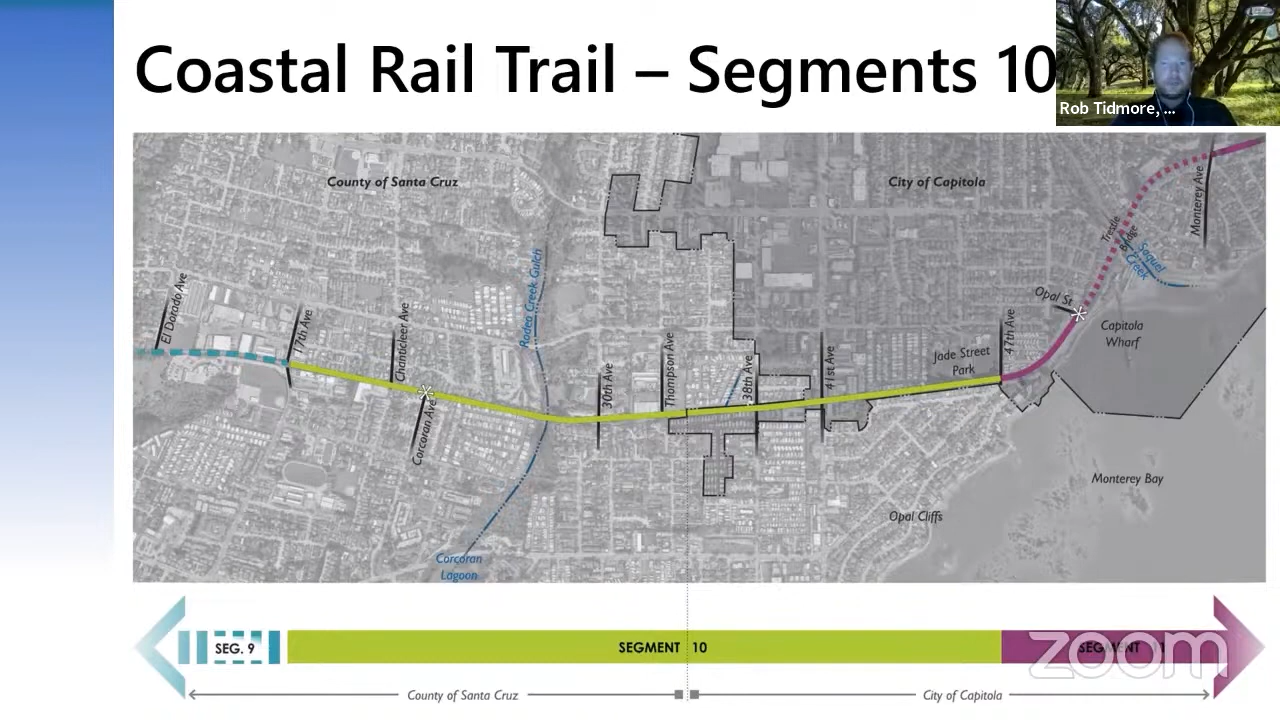 Coastal Rail Trail – Segments 10
Rob Tidmore, ...
County of Santa Cruz
City of Capitola
El Dorado Ave
17th Ave
Chanticleer Ave
Corcoran Ave
Rodeo Creek Gulch
Corcoran
Lagoon
30th Ave
Thompson Ave
38th Ave
41st Ave
Jade Street
Park
47th Ave
Opal St
Trestle
Bridge
Soquel
Creek
Monterey Ave
Capitola
Wharf
Monterey Bay
Opal Cliffs
SEG. 9
SEGMENT 10
SEGMENT
zoom
County of Santa Cruz
City of Capitola